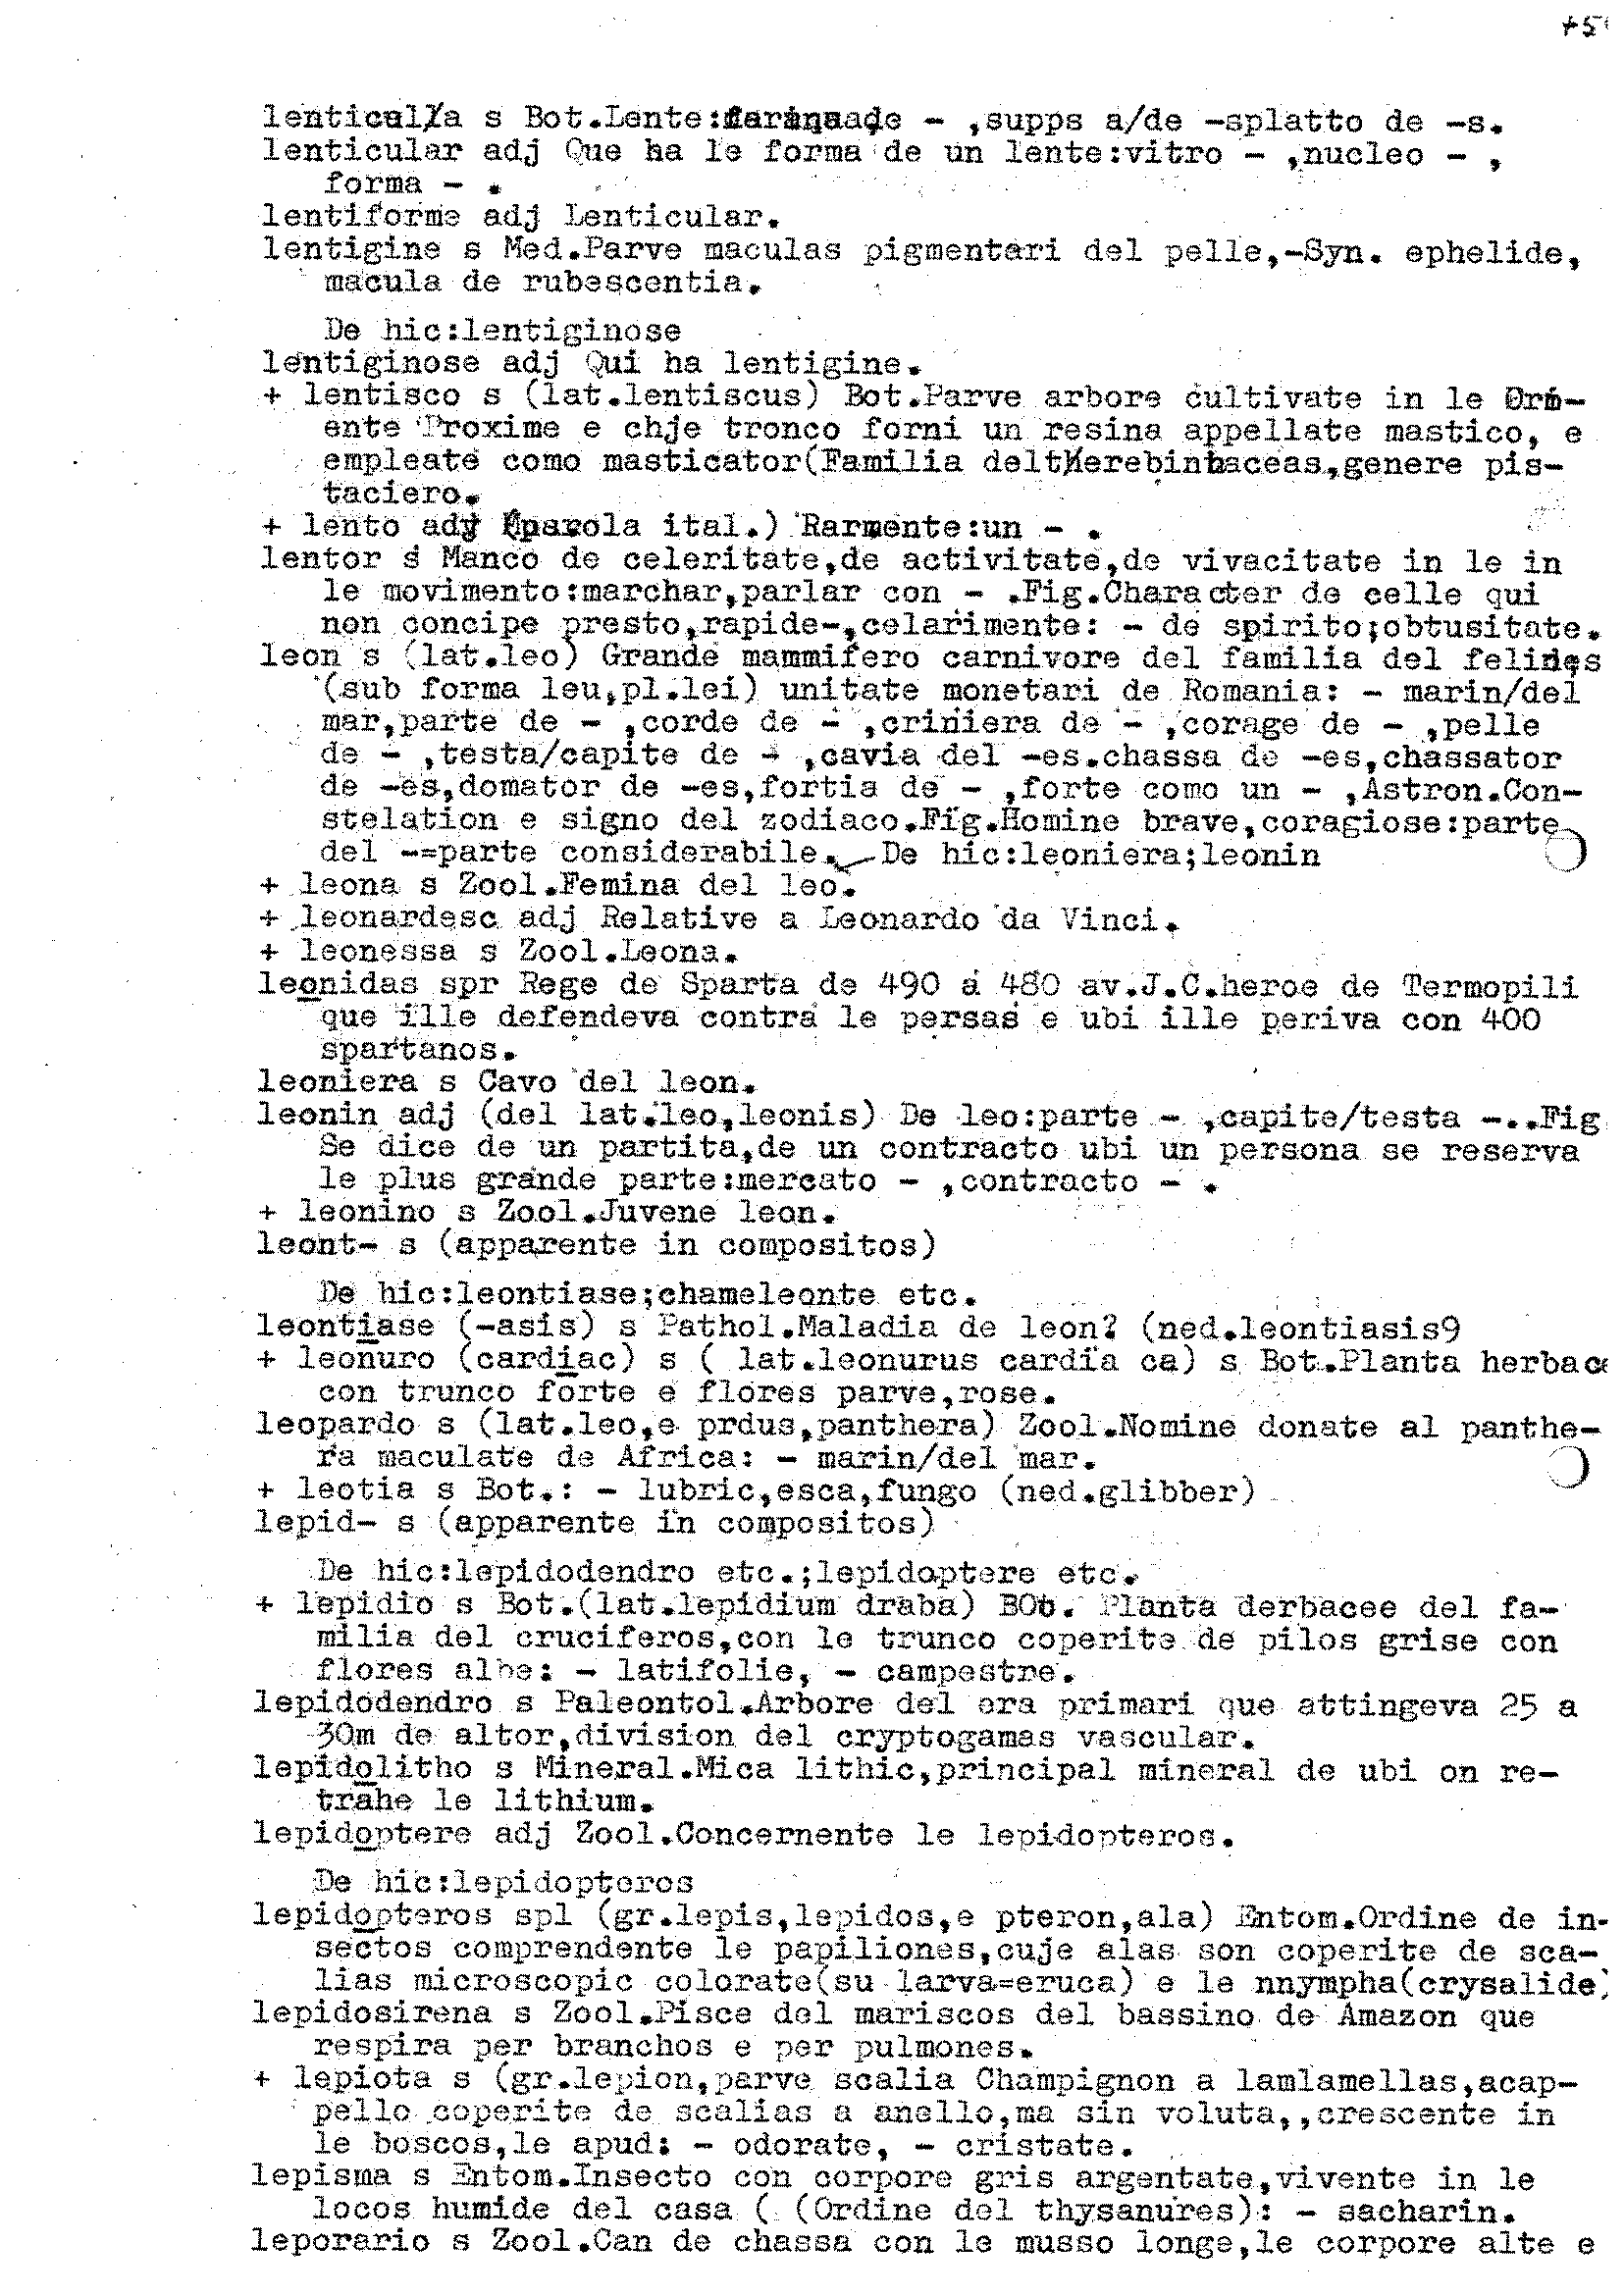 lenticula s Bot.Lente:farina de - ,supps a/de -splatto de -s.
lenticular adj Que ha le forma de un lente:vitro - ,nucleo - ,
forma - .
lentiforme adj Lenticular.
lentigine s Med.Parve maculas pigmentari del pelle,-Syn. ephelide,
macula de rubescentia.
De hic:lentiginose
lentiginose adj Qui ha lentigine.
+ lentisco s (lat.lentiscus) Bot.Parve arbore cultivate in le Ori-
ente Proxime e chje tronco forni un resina appellate mastico, e
empleate como masticator(Familia del terebinhaceas,genere pis-
taciero.
+ lento adv (parola ital.) Rarmente:un - .
lentor s Manco de celeritate,de activitate,de vivacitate in le in
le movimento:marchar,parlar con - .Fig.Character de celle qui
non concipe presto,rapide-,celarimente: - de spirito;obtusitate.
leon s (lat.leo) Grande mammifero carnivore del familia del felides
(sub forma leu,pl.lei) unitate monetari de Romania: - marin/del
mar,parte de - ,corde de - ,criniera de - ,corage de - ,pelle
de - ,testa/capite de - ,cavia del -es.chassa de -es,chassator
de -es,domator de -es,fortia de - ,forte como un - ,Astron.Con-
stelation e signo del zodiaco.Fig.Homine brave,coragiose:parte
del -=parte considerabile. De hic:leoniera;leonin
+ leona s Zool.Femina del leo.
+ leonardesc adj Relative a Leonardo da Vinci.
+ leonessa s Zool.Leona.
leonidas spr Rege de Sparta de 490 a 480 av.J.C.heroe de Termopili
que ille defendeva contra le persas e ubi ille periva con 400
spartanos.
leoniera s Cavo del leon.
leonin adj (del lat.leo,leonis) De leo:parte - ,capite/testa -..Fig
Se dice de un partita,de un contracto ubi un persona se reserva
le plus grande parte:mercato - ,contracto - .
+ leonino s Zool.Juvene leon.
leont- s (apparente in compositos)
De hic:leontiase;chameleonte etc.
leontiase (-asis) s Pathol.Maladia de leon? (ned.leontiasis9
+ leonuro (cardiac) s ( lat.leonurus cardia ca) s Bot.Planta herbace
con trunco forte e flores parve,rose.
leopardo s (lat.leo,e prdus,panthera) Zool.Nomine donate al panthe-
ra maculate de Africa: - marin/del mar.
+ leotia s Bot.: - lubric,esca,fungo (ned.glibber)
lepid- s (apparente in compositos)
De hic:lepidodendro etc.;lepidoptere etc.
+ lepidio s Bot.(lat.lepidium draba) BOt. Planta derbacee del fa-
milia del cruciferos,con le trunco coperite de pilos grise con
flores albe: - latifolie, - campestre.
lepidodendro s Paleontol.Arbore del era primari que attingeva 25 a
30m de altor,division del cryptogamas vascular.
lepidolitho s Mineral.Mica lithic,principal mineral de ubi on re-
trahe le lithium.
lepidoptere adj Zool.Concernente le lepidopteros.
De hic:lepidopteros
lepidopteros spl (gr.lepis,lepidos,e pteron,ala) Entom.Ordine de in-
sectos comprendente le papiliones,cuje alas son coperite de sca-
lias microscopic colorate(su larva=eruca) e le nnympha(crysalide)
lepidosirena s Zool.Pisce del mariscos del bassino de Amazon que
respira per branchos e per pulmones.
+ lepiota s (gr.lepion,parve scalia Champignon a lamlamellas,acap-
pello coperite de scalias a anello,ma sin voluta,,crescente in
le boscos,le apud: - odorate, - cristate.
lepisma s Entom.Insecto con corpore gris argentate,vivente in le
locos humide del casa ( (Ordine del thysanures): - sacharin.
leporario s Zool.Can de chassa con le musso longe,le corpore alte e